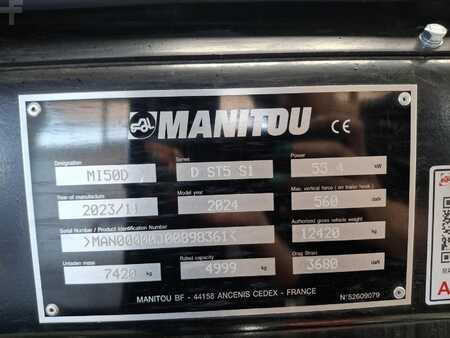 MANITOU CE
Designation Series Power
MI50D D ST5 S1 55.4 kW
Year of manufacture Model year Max. vertical force (on trailer hook)
2023/11 2024 560 daN
Serial Number / Product Identification Number Authorized gross vehicle weight
12420 kg
Unladen mass Rated capacity Drag Strain
7420 kg 4999 kg 3680 daN
MANITOU BF - 44158 ANCENIS CEDEX - FRANCE N°52609079